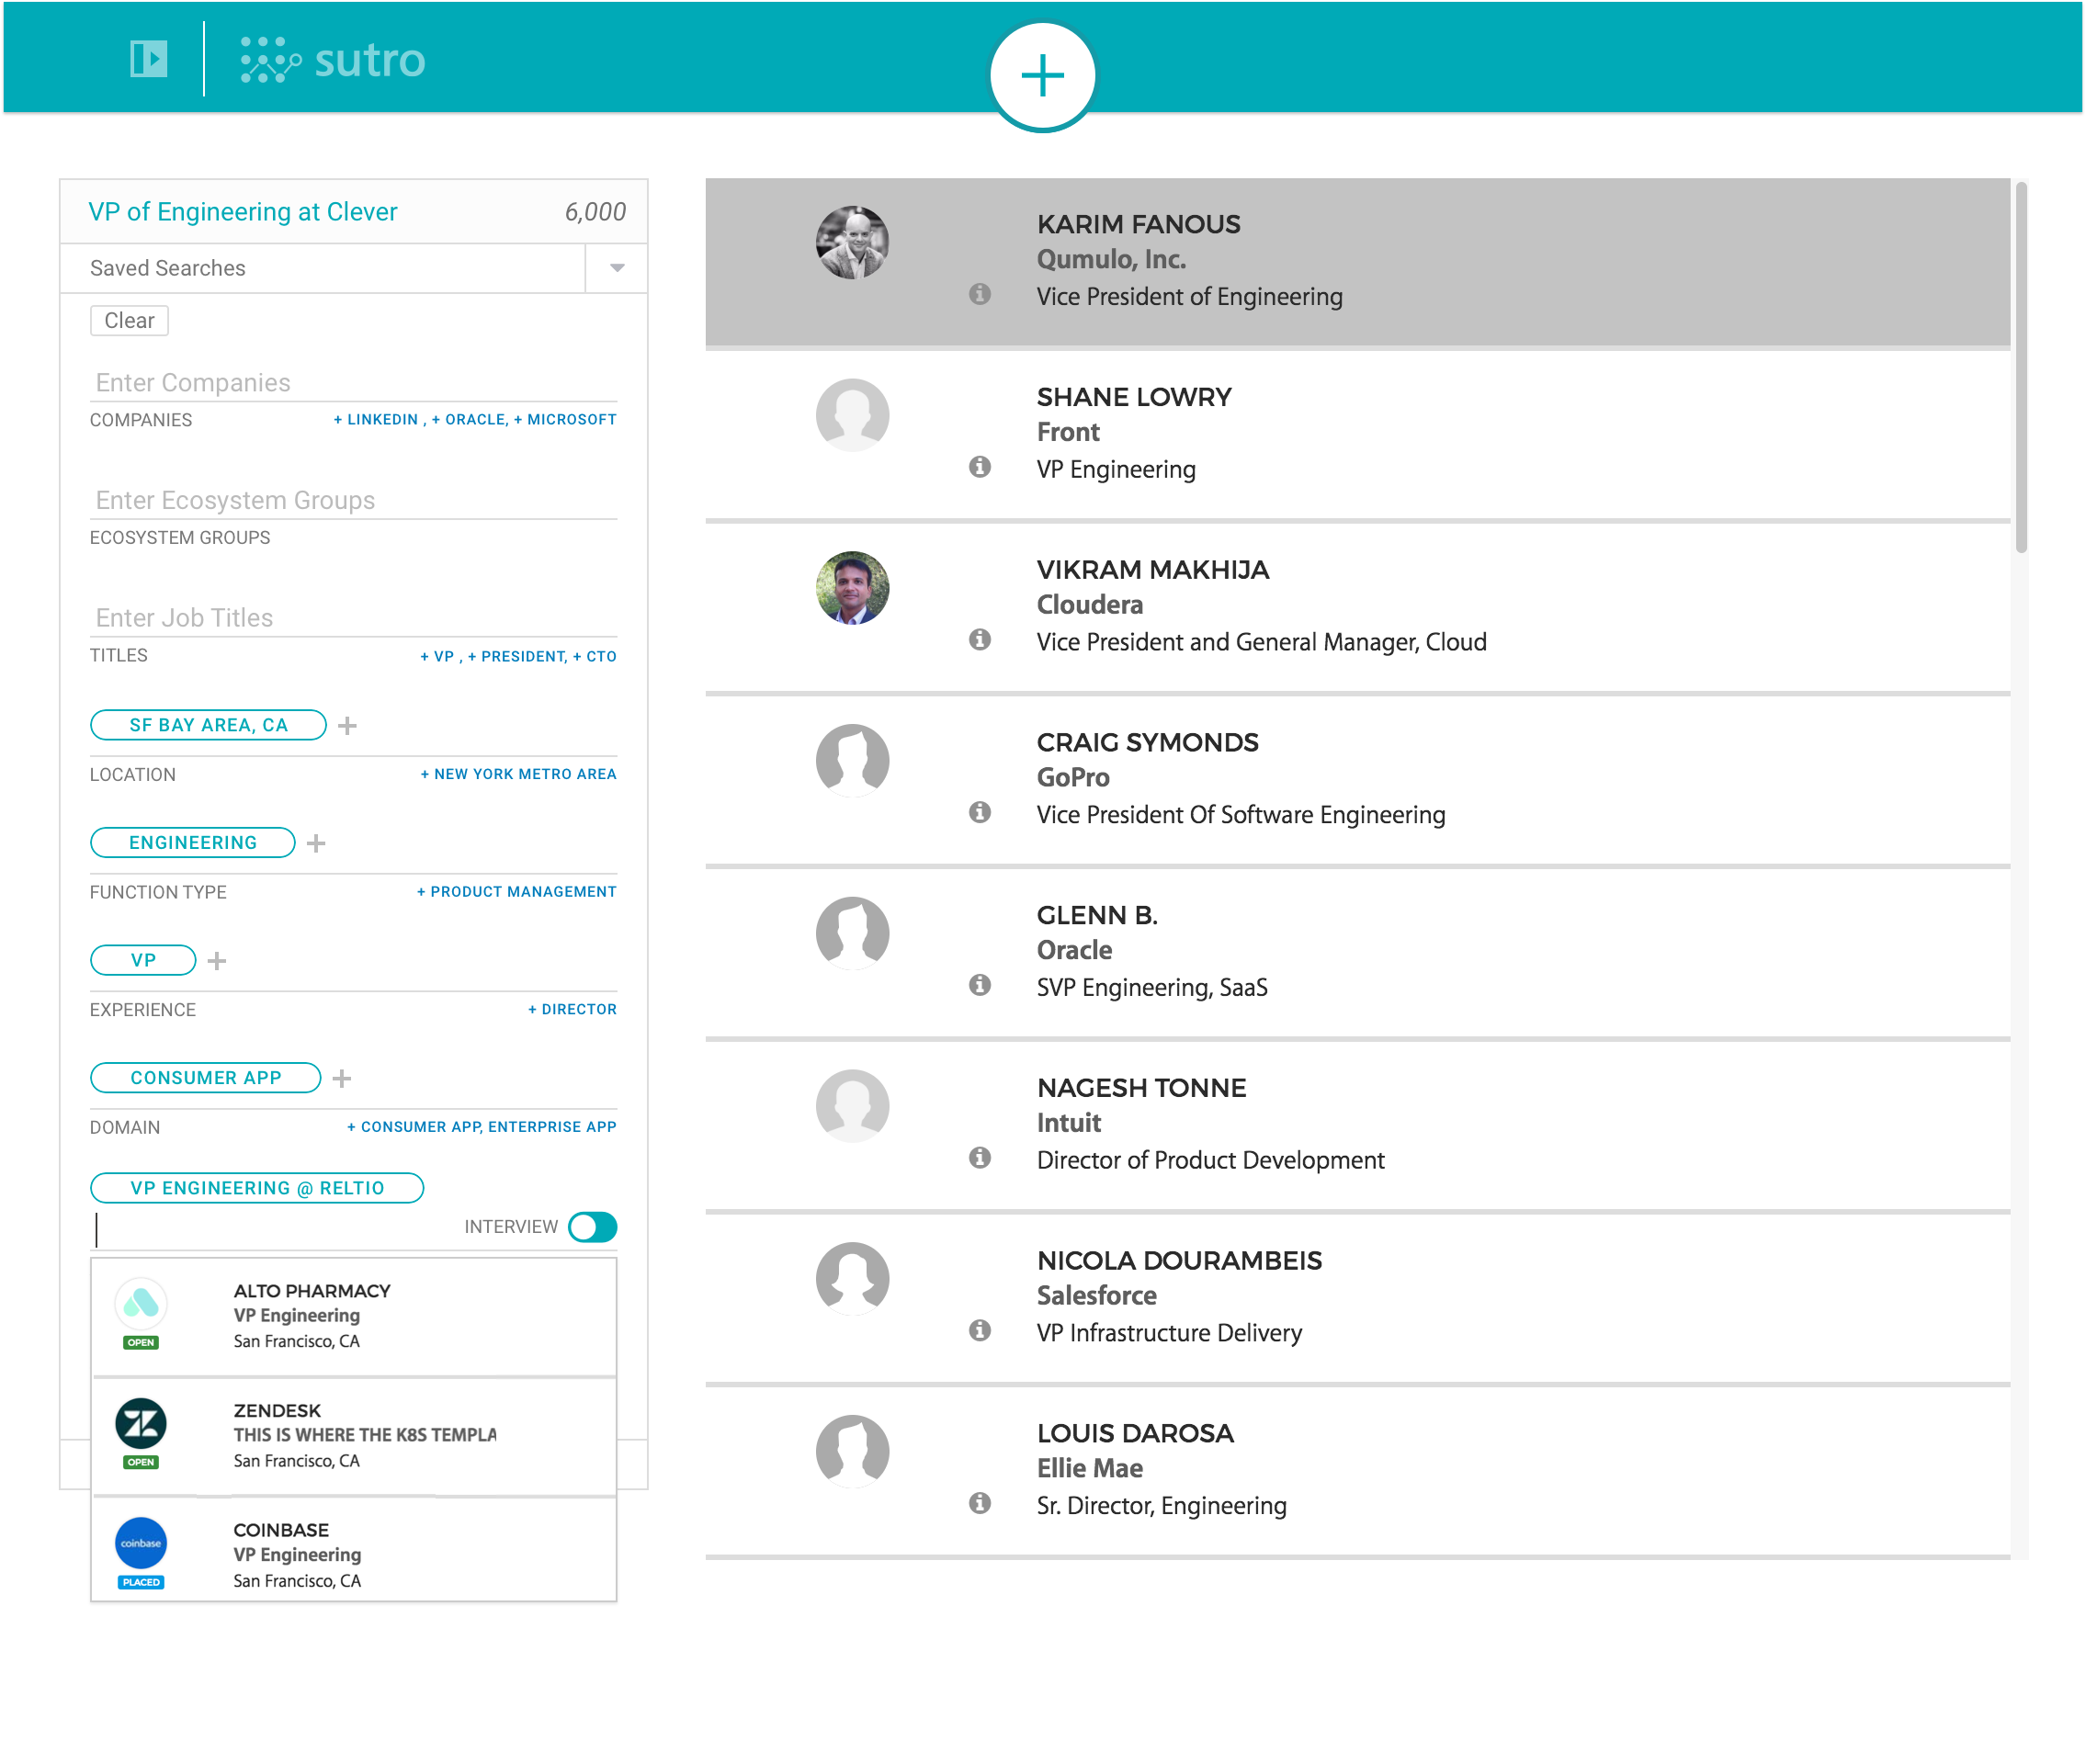 sutro
VP of Engineering at Clever 6,000
Saved Searches
Clear
Enter Companies
COMPANIES + LINKEDIN , + ORACLE, + MICROSOFT
Enter Ecosystem Groups
ECOSYSTEM GROUPS
Enter Job Titles
TITLES + VP , + PRESIDENT, + CTO
SF BAY AREA, CA
LOCATION + NEW YORK METRO AREA
ENGINEERING
FUNCTION TYPE + PRODUCT MANAGEMENT
VP
EXPERIENCE + DIRECTOR
CONSUMER APP
DOMAIN + CONSUMER APP, ENTERPRISE APP
VP ENGINEERING @ RELTIO
INTERVIEW
ALTO PHARMACY
VP Engineering
San Francisco, CA
OPEN
ZENDESK
THIS IS WHERE THE K8S TEMPLA
San Francisco, CA
OPEN
coinbase
COINBASE
VP Engineering
San Francisco, CA
PLACED
KARIM FANOUS
Qumulo, Inc.
Vice President of Engineering
SHANE LOWRY
Front
VP Engineering
VIKRAM MAKHIJA
Cloudera
Vice President and General Manager, Cloud
CRAIG SYMONDS
GoPro
Vice President Of Software Engineering
GLENN B.
Oracle
SVP Engineering, SaaS
NAGESH TONNE
Intuit
Director of Product Development
NICOLA DOURAMBEIS
Salesforce
VP Infrastructure Delivery
LOUIS DAROSA
Ellie Mae
Sr. Director, Engineering